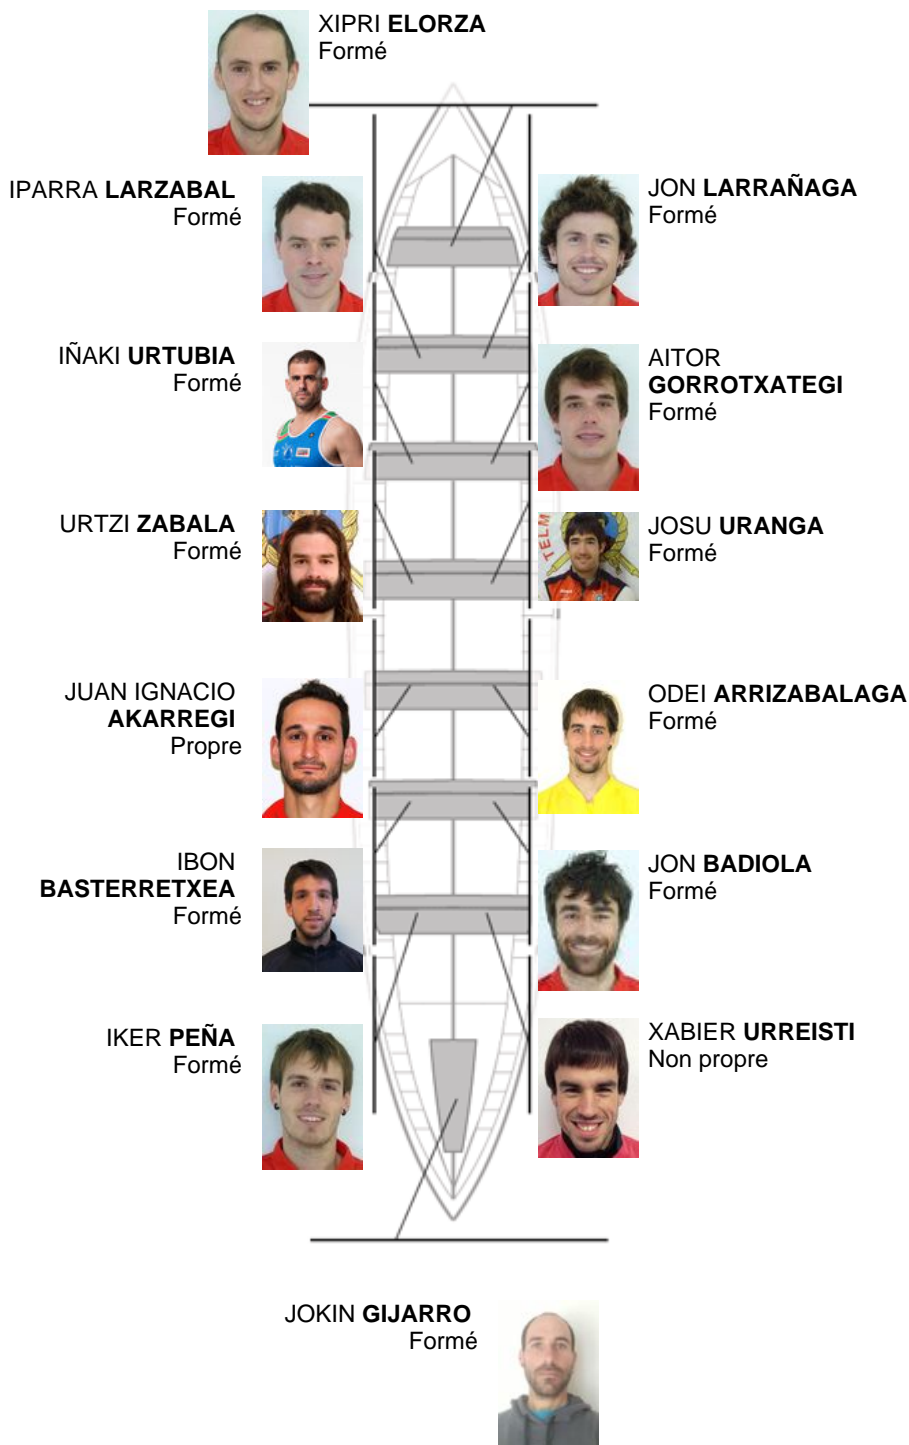 XIPRI ELORZA
Formé
IPARRA LARZABAL
Formé
JON LARRAÑAGA
Formé
IÑAKI URTUBIA
Formé
AITOR
GORROTXATEGI
Formé
URTZI ZABALA
Formé
TELM
JOSU URANGA
Formé
JUAN IGNACIO
AKARREGI
Propre
ODEI ARRIZABALAGA
Formé
IBON
BASTERRETXEA
Formé
JON BADIOLA
Formé
IKER PEÑA
Formé
XABIER URREISTI
Non propre
JOKIN GIJARRO
Formé